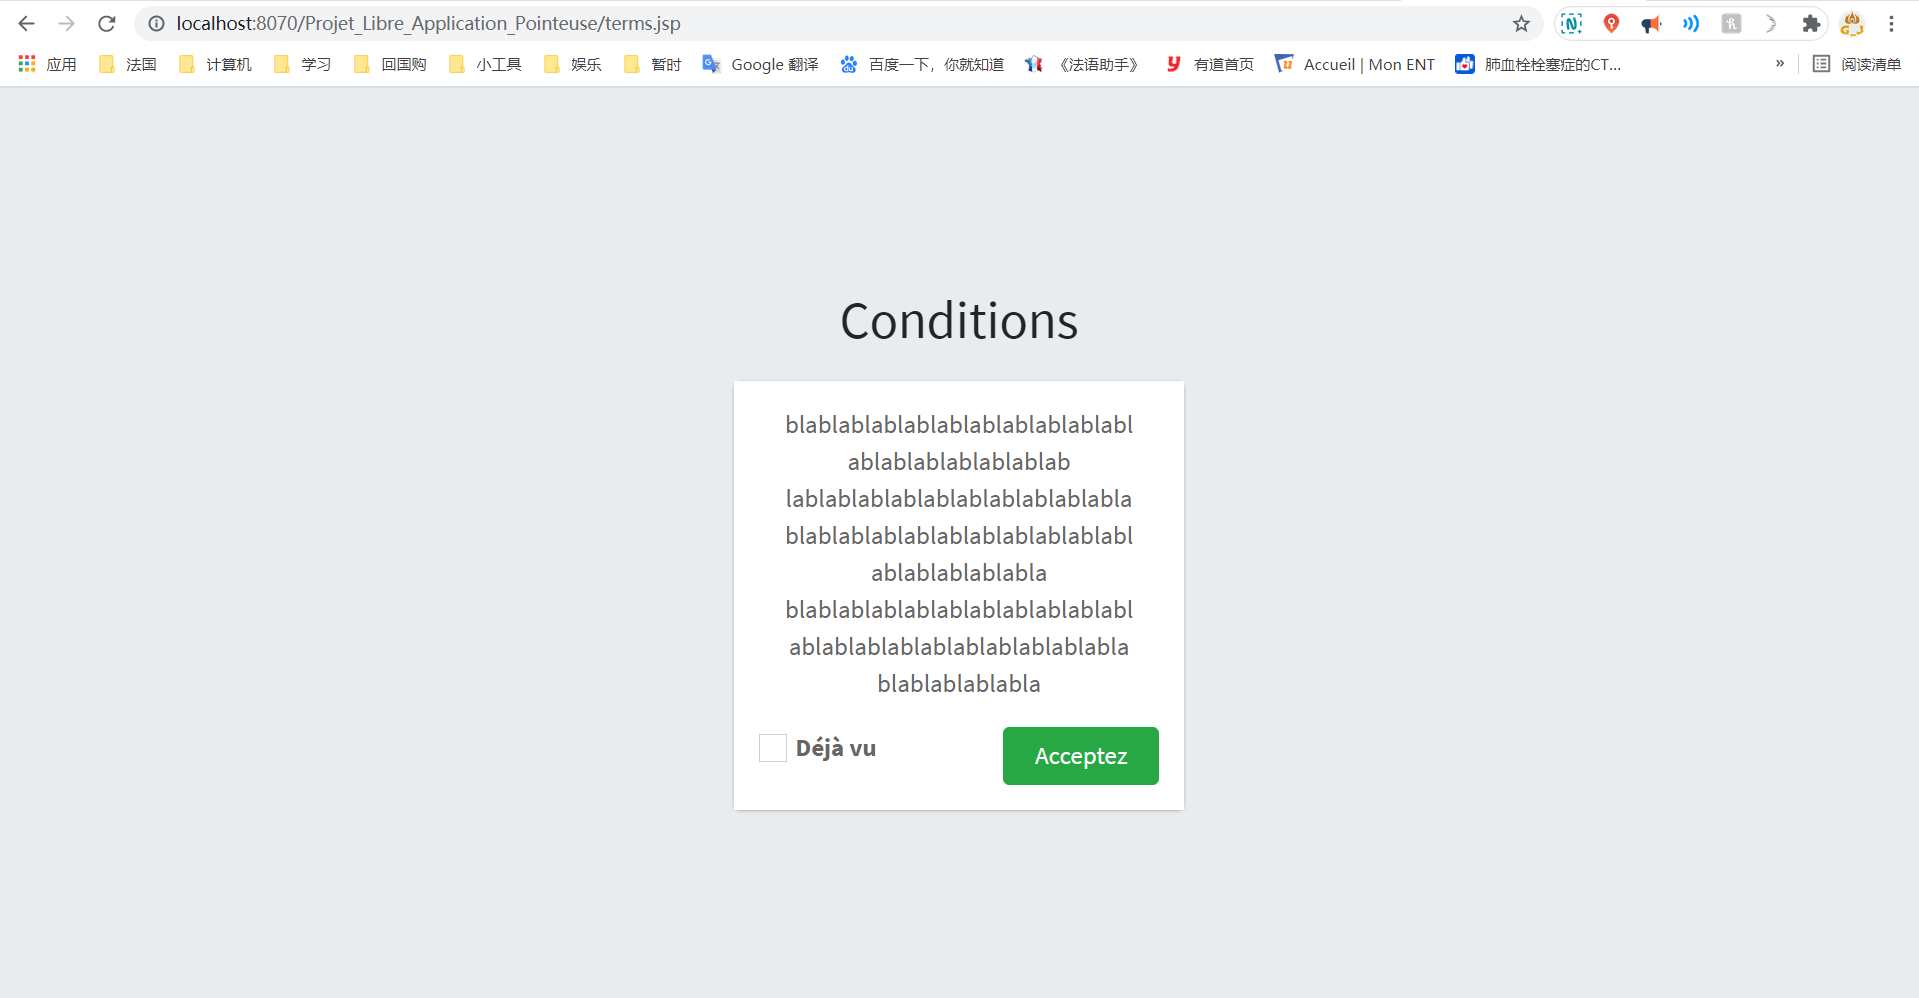 localhost:8070/Projet_Libre_Application_Pointeuse/terms.jsp
应用 法国 计算机 学习 回国购 小工具 娱乐 暂时 Google 翻译 百度一下，你就知道 《法语助手》 有道首页 Accueil | Mon ENT 肺血栓栓塞症的CT... » 阅读清单
Conditions
blablablablablablablablablablabl
ablablablablablablab
lablablablablablablablablablabla
blablablablablablablablablablabl
ablablablablabla
blablablablablablablablablablabl
ablablablablablablablablablabla
blablablablabla
Déjà vu
Acceptez